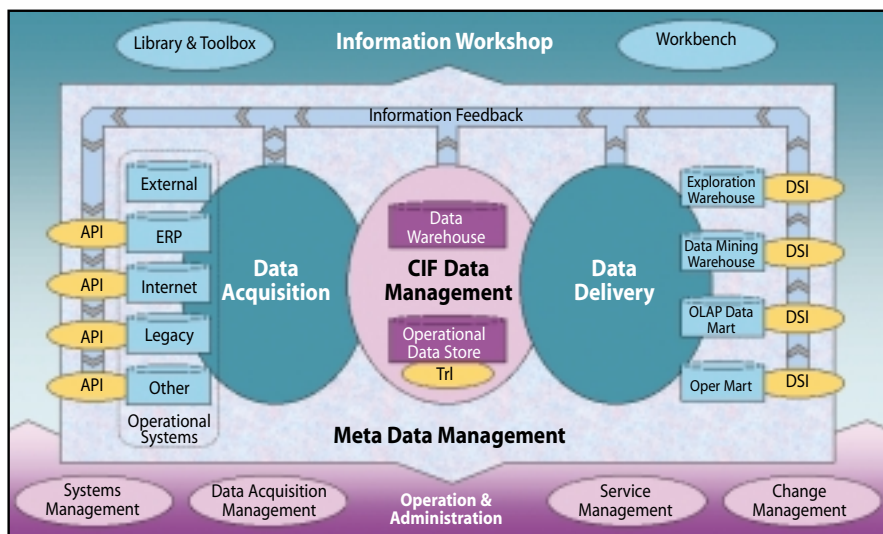 Library & Toolbox
Information Workshop
Workbench
Information Feedback
External
API
ERP
API
Internet
API
Legacy
API
Other
Operational
Systems
Data
Acquisition
Data
Warehouse
CIF Data
Management
Operational
Data Store
TrI
Data
Delivery
Exploration
Warehouse
DSI
Data Mining
Warehouse
DSI
OLAP Data
Mart
DSI
Oper Mart
DSI
Meta Data Management
Systems
Management
Data Acquisition
Management
Operation &
Administration
Service
Management
Change
Management